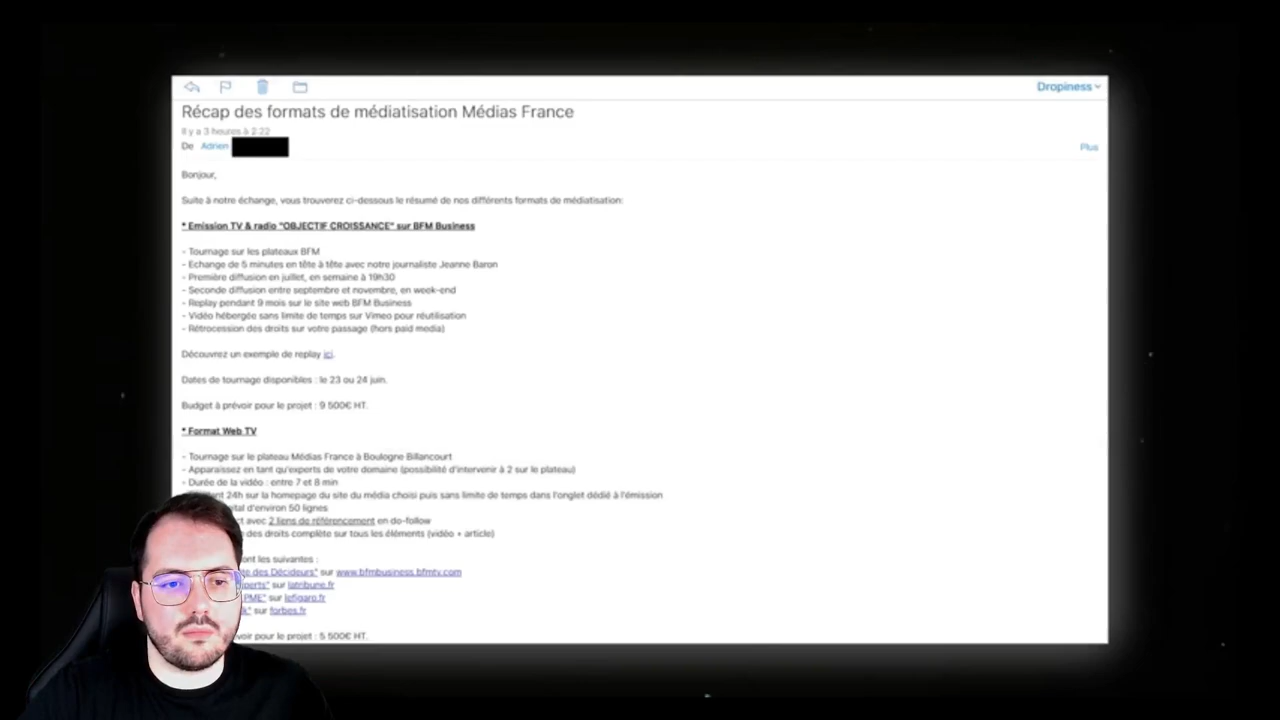 Dropiness
Récap des formats de médiatisation Médias France
Il y a 3 heures à 2:22
De Adrien
Plus
Bonjour,
Suite à notre échange, vous trouverez ci-dessous le résumé de nos différents formats de médiatisation:
* Emission TV & radio "OBJECTIF CROISSANCE" sur BFM Business
- Tournage sur les plateaux BFM
- Echange de 5 minutes en tête à tête avec notre journaliste Jeanne Baron
- Première diffusion en juillet, en semaine à 19h30
- Seconde diffusion entre septembre et novembre, en week-end
- Replay pendant 9 mois sur le site web BFM Business
- Vidéo hébergée sans limite de temps sur Vimeo pour réutilisation
- Rétrocession des droits sur votre passage (hors paid media)
Découvrez un exemple de replay ici.
Dates de tournage disponibles : le 23 ou 24 juin.
Budget à prévoir pour le projet : 9 500€ HT.
* Format Web TV
- Tournage sur le plateau Médias France à Boulogne Billancourt
- Apparaissez en tant qu'experts de votre domaine (possibilité d'intervenir à 2 sur le plateau)
- Durée de la vidéo : entre 7 et 8 min
24h sur la homepage du site du média choisi puis sans limite de temps dans l'onglet dédié à l'émission
d'environ 50 lignes
avec 2 liens de référencement en do-follow
des droits complète sur tous les éléments (vidéo + article)
les suivantes :
des Décideurs" sur www.bfmbusiness.bfmtv.com
sur latribune.fr
PME" sur lefigaro.fr
sur forbes.fr
pour le projet : 5 500€ HT.